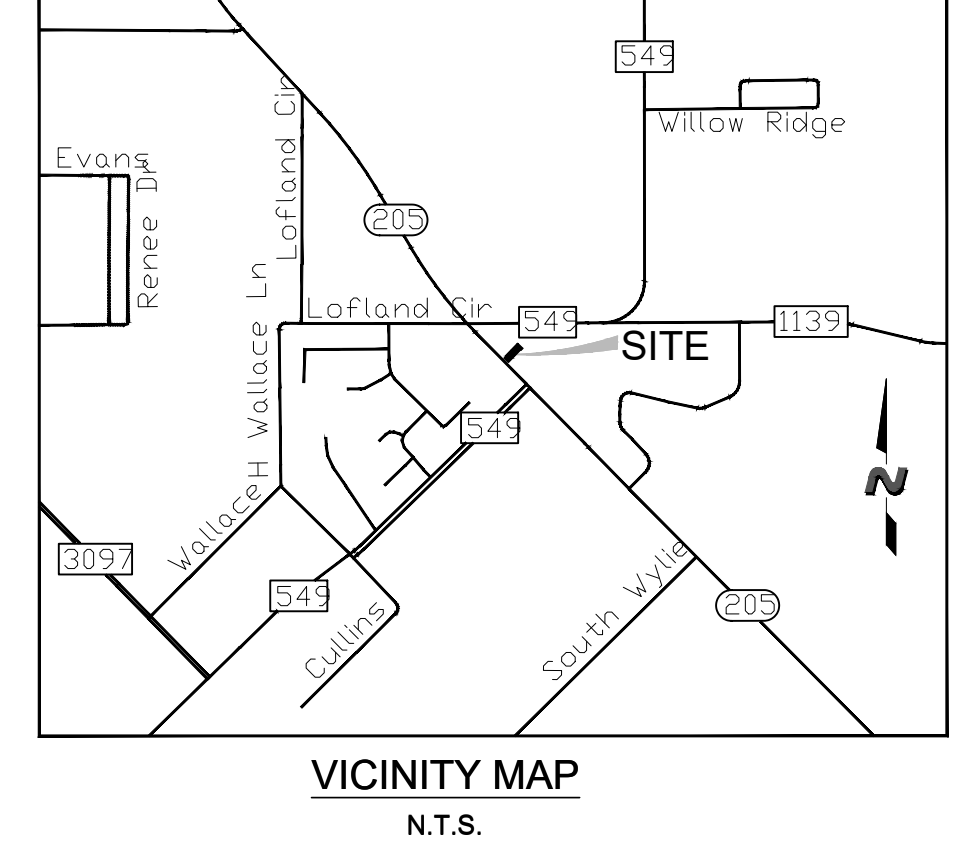 549
Willow Ridge
Lofland Cir
Evans
Renee Dr
205
H Wallace Ln
Lofland Cir
549
1139
SITE
549
N
Wallace
3097
549
Cullins
South Wylie
205
VICINITY MAP
N.T.S.